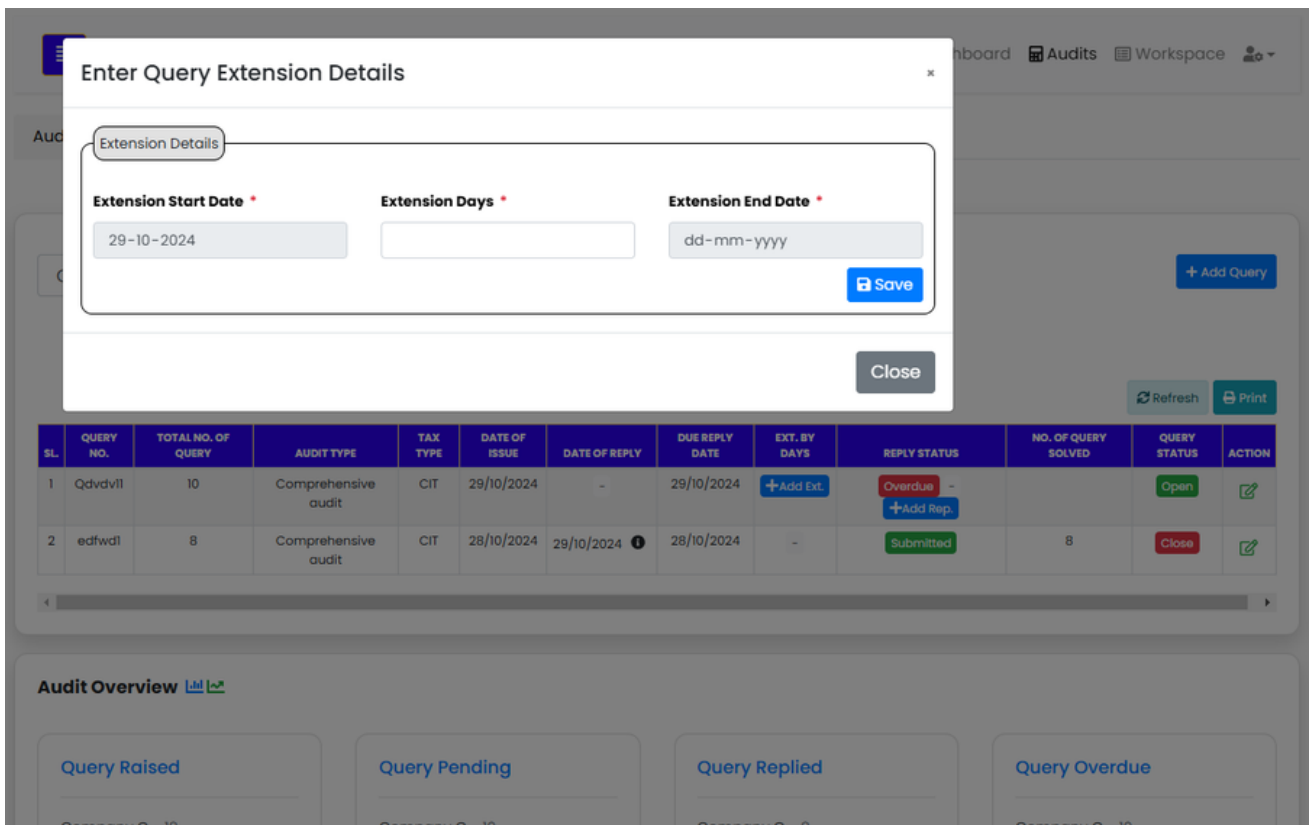 Enter Query Extension Details
×
hboard Audits Workspace
Aud
Extension Details
Extension Start Date * Extension Days * Extension End Date *
29-10-2024 dd-mm-yyyy
+ Add Query
Save
Close
Refresh Print
SL. QUERY NO. TOTAL NO. OF QUERY AUDIT TYPE TAX TYPE DATE OF ISSUE DATE OF REPLY DUE REPLY DATE EXT. BY DAYS REPLY STATUS NO. OF QUERY SOLVED QUERY STATUS ACTION
1 Qdvdv11 10 Comprehensive audit CIT 29/10/2024 - 29/10/2024 +Add Ext. Overdue - +Add Rep. Open
2 edfwd1 8 Comprehensive audit CIT 28/10/2024 29/10/2024 28/10/2024 - Submitted 8 Close
Audit Overview
Query Raised Query Pending Query Replied Query Overdue